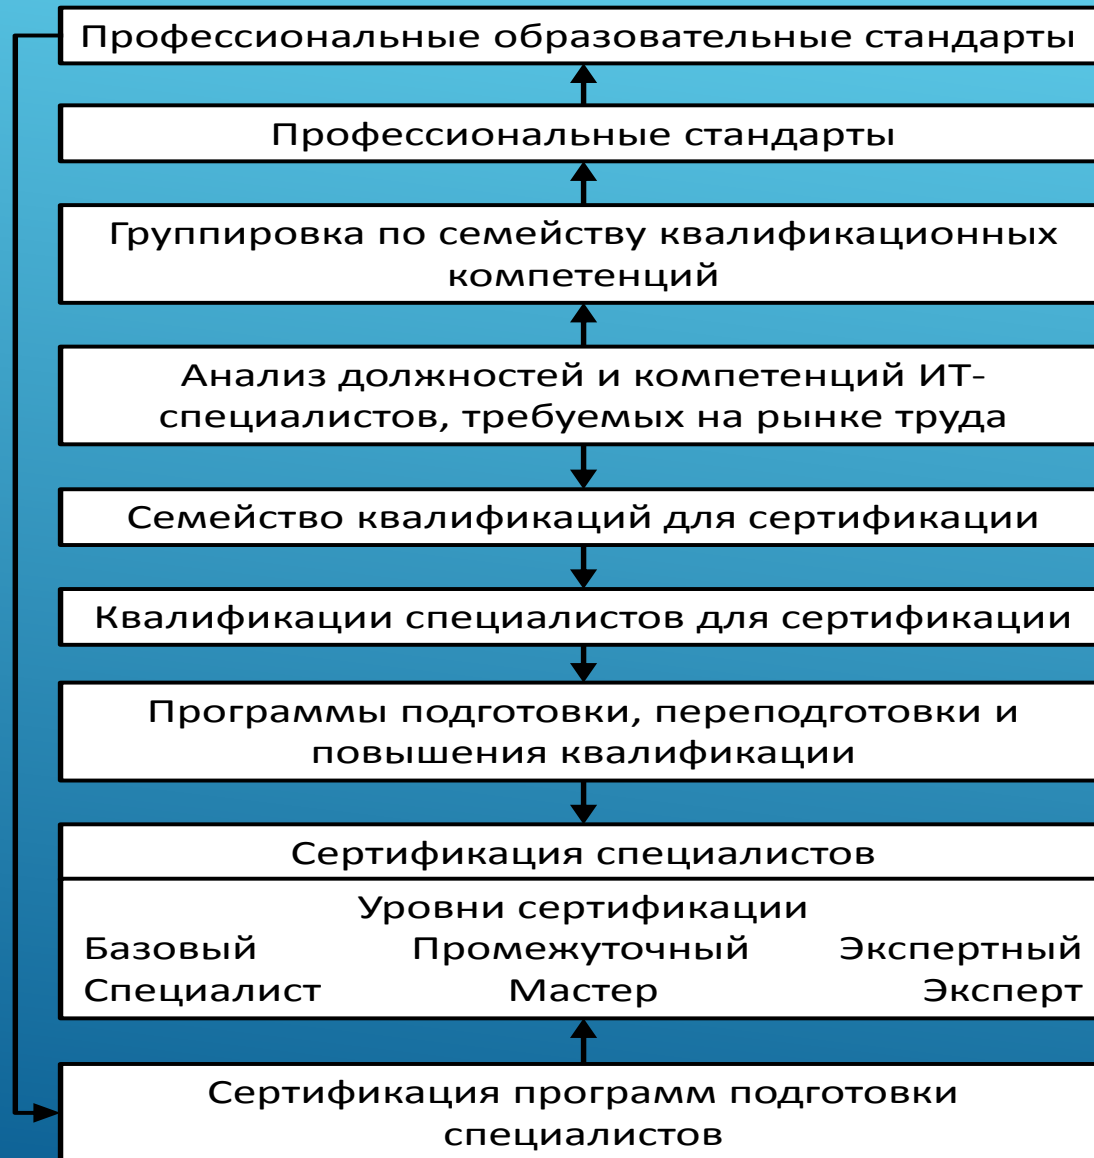 Профессиональные образовательные стандарты
Профессиональные стандарты
Группировка по семейству квалификационных
компетенций
Анализ должностей и компетенций ИТ-
специалистов, требуемых на рынке труда
Семейство квалификаций для сертификации
Квалификации специалистов для сертификации
Программы подготовки, переподготовки и
повышения квалификации
Сертификация специалистов
Уровни сертификации
Базовый Промежуточный Экспертный
Специалист Мастер Эксперт
Сертификация программ подготовки
специалистов